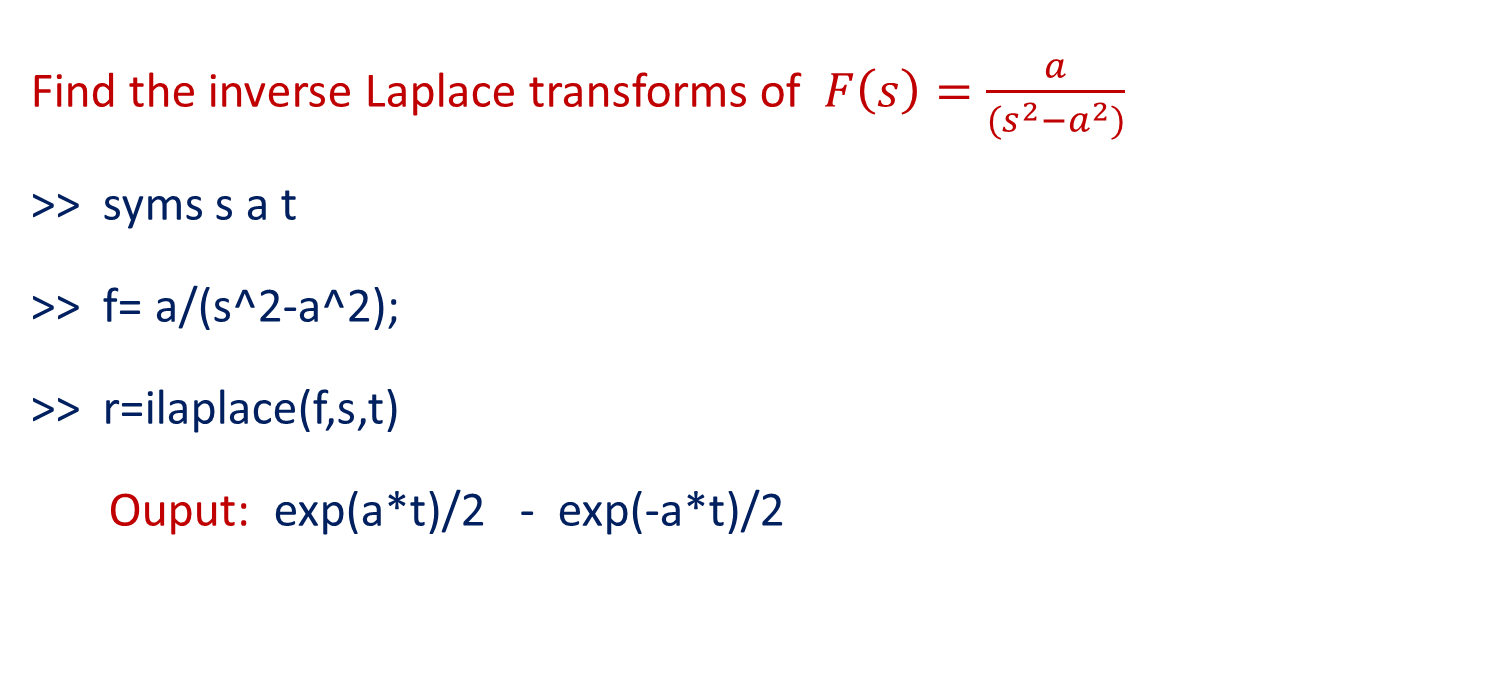 Find the inverse Laplace transforms of F(s) = a/(s²−a²)
>> syms s a t
>> f= a/(s^2-a^2);
>> r=ilaplace(f,s,t)
Ouput: exp(a*t)/2 - exp(-a*t)/2